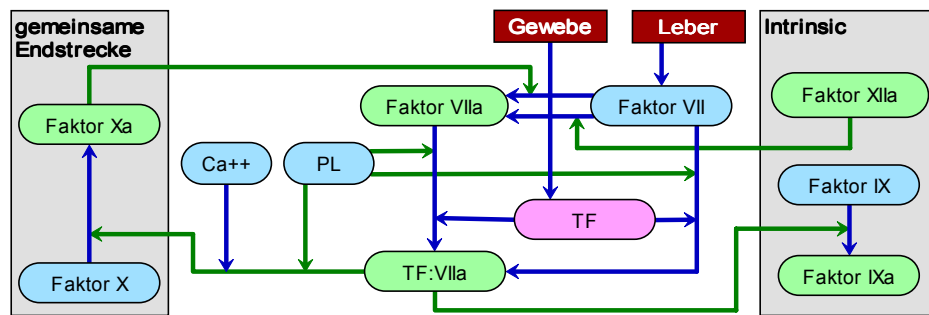 gemeinsame
Endstrecke
Gewebe
Leber
Intrinsic
Faktor VIIa
Faktor VII
Faktor XIIa
Faktor Xa
Ca++
PL
Faktor IX
TF
Faktor X
TF:VIIa
Faktor IXa